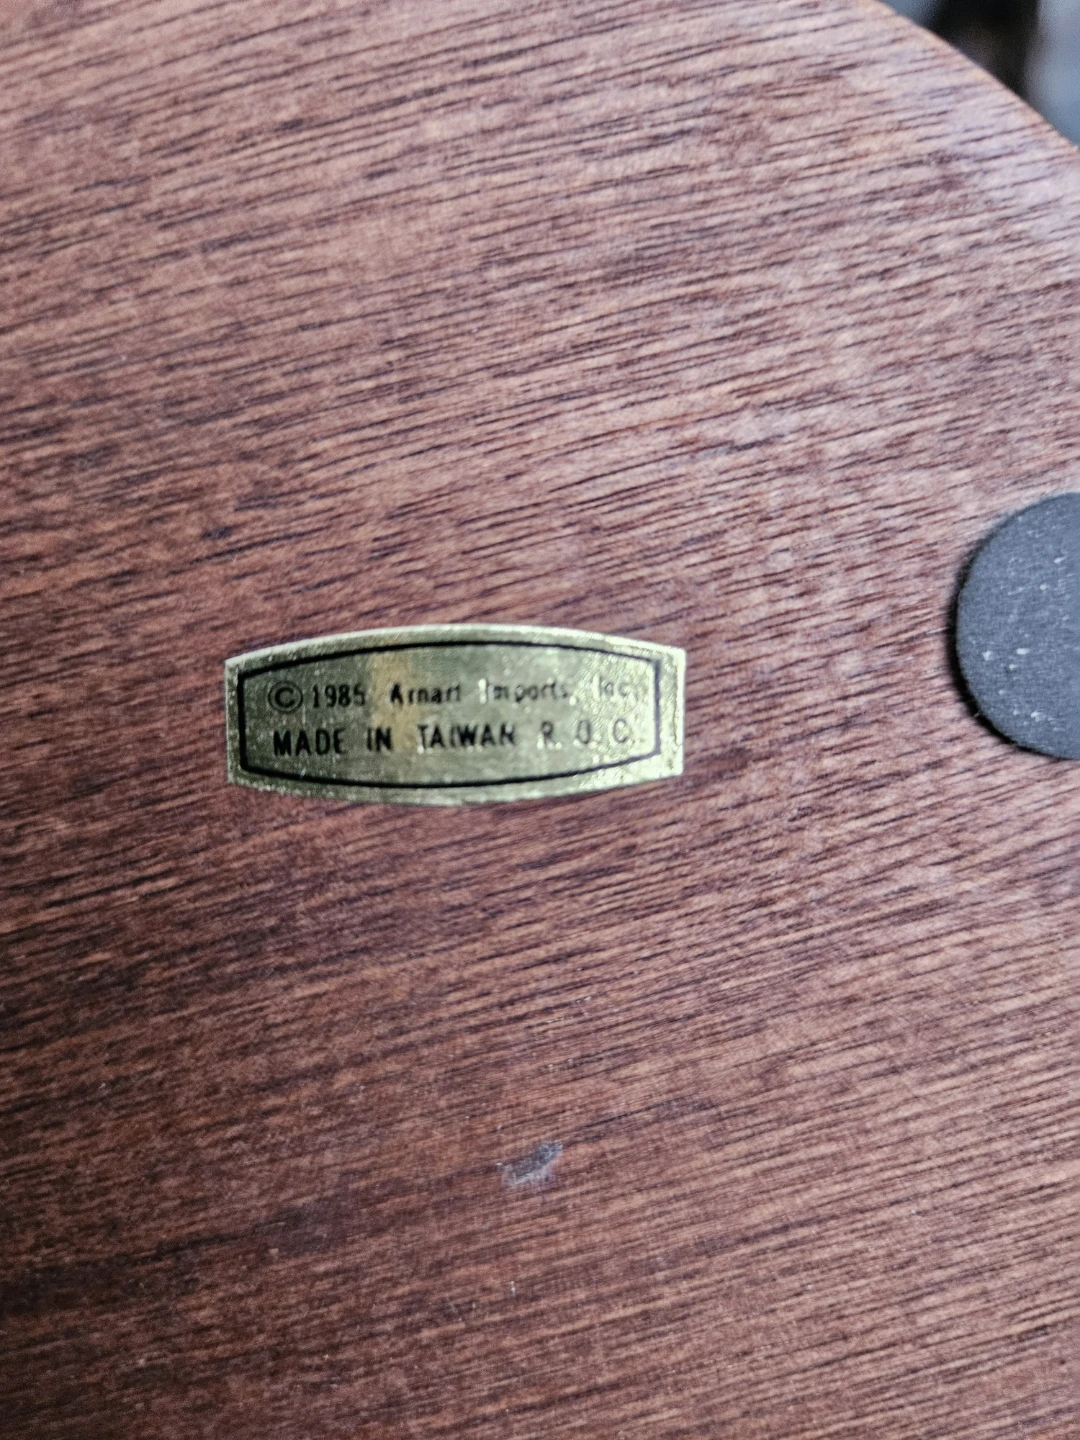 © 1985 Arnart Imports, Inc.
MADE IN TAIWAN R.O.C.